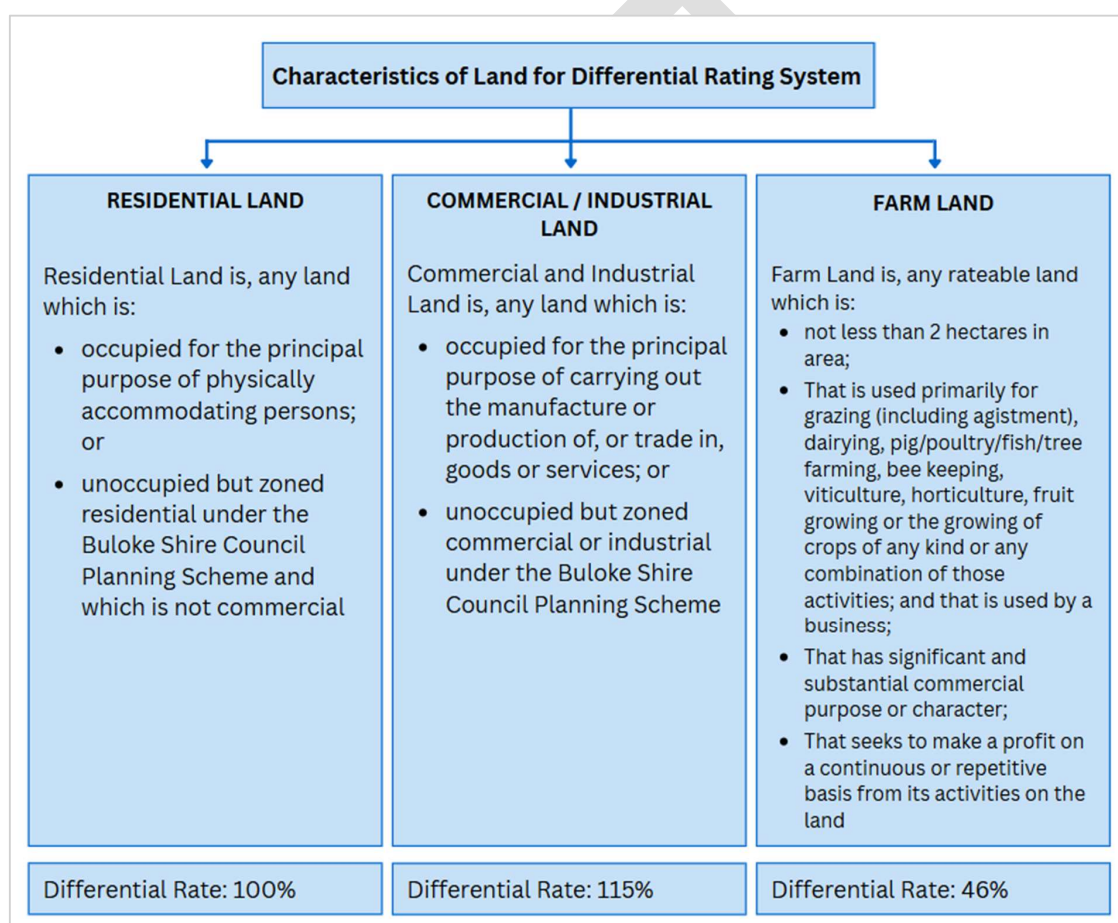 Characteristics of Land for Differential Rating System
RESIDENTIAL LAND
Residential Land is, any land
which is:
• occupied for the principal
purpose of physically
accommodating persons;
or
• unoccupied but zoned
residential under the
Buloke Shire Council
Planning Scheme and
which is not commercial
Differential Rate: 100%
COMMERCIAL / INDUSTRIAL
LAND
Commercial and Industrial
Land is, any land which is:
• occupied for the principal
purpose of carrying out
the manufacture or
production of, or trade in,
goods or services; or
• unoccupied but zoned
commercial or industrial
under the Buloke Shire
Council Planning Scheme
Differential Rate: 115%
FARM LAND
Farm Land is, any rateable land
which is:
• not less than 2 hectares in
area;
• That is used primarily for
grazing (including agistment),
dairying, pig/poultry/fish/tree
farming, bee keeping,
viticulture, horticulture, fruit
growing or the growing of
crops of any kind or any
combination of those
activities; and that is used by a
business;
• That has significant and
substantial commercial
purpose or character;
• That seeks to make a profit on
a continuous or repetitive
basis from its activities on the
land
Differential Rate: 46%